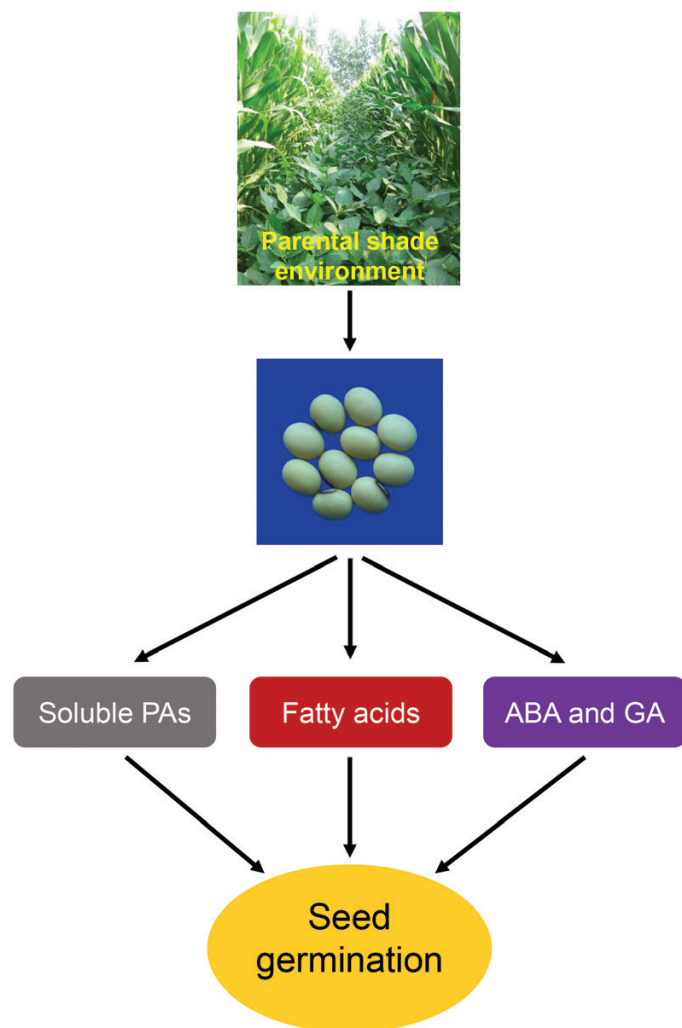 Parental shade
environment
Soluble PAs
Fatty acids
ABA and GA
Seed
germination